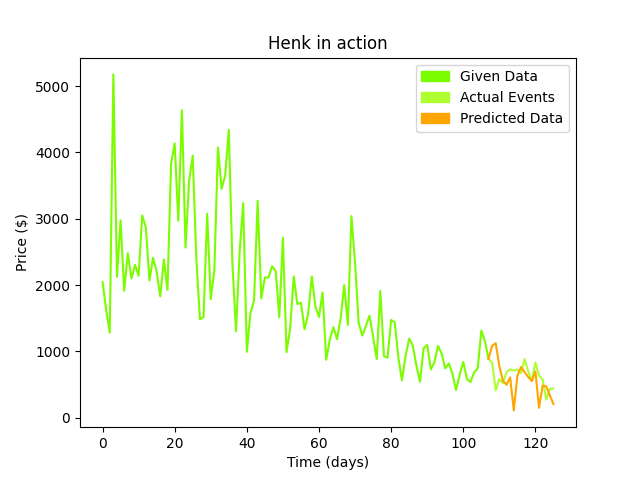 Henk in action
Given Data
Actual Events
Predicted Data
Price ($)
5000
4000
3000
2000
1000
0
0 20 40 60 80 100 120
Time (days)